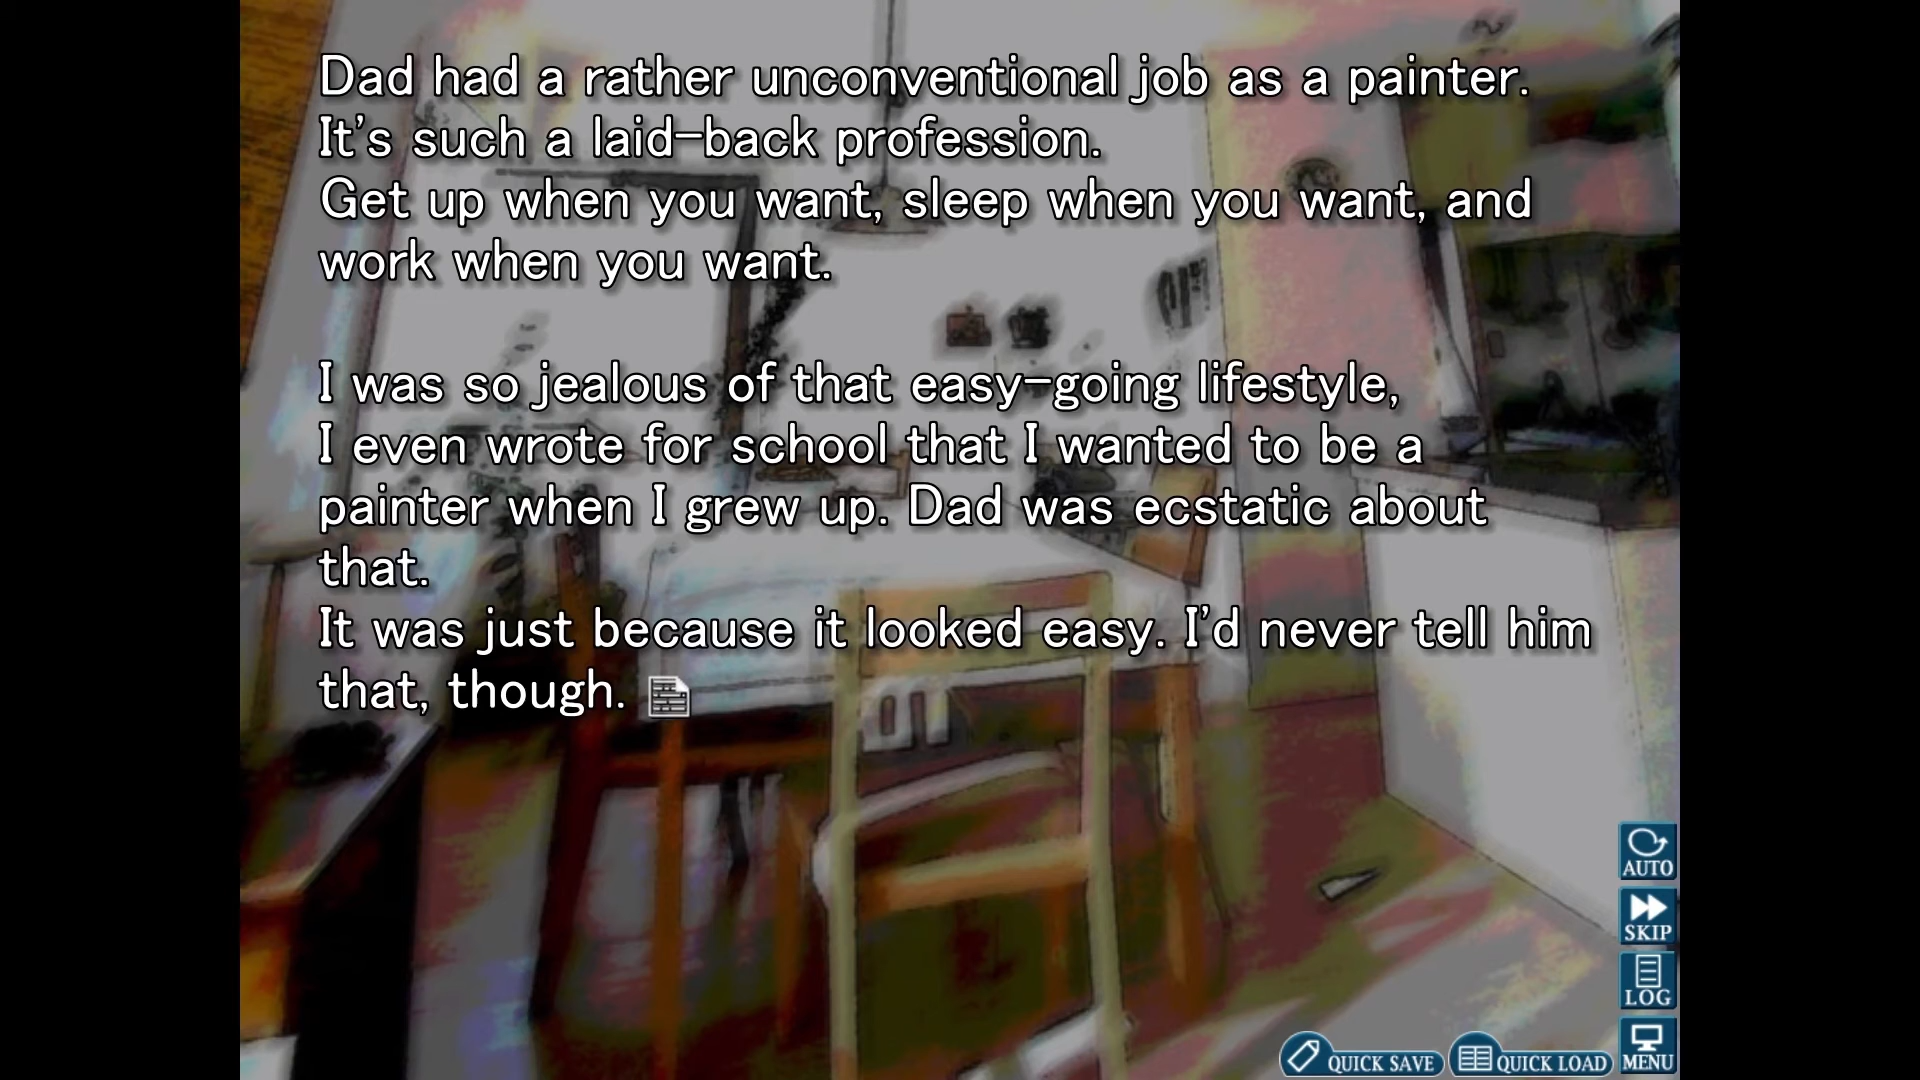 Dad had a rather unconventional job as a painter.
It's such a laid-back profession.
Get up when you want, sleep when you want, and
work when you want.
I was so jealous of that easy-going lifestyle,
I even wrote for school that I wanted to be a
painter when I grew up. Dad was ecstatic about
that.
It was just because it looked easy. I'd never tell him
that, though.
AUTO
SKIP
LOG
MENU
QUICK SAVE
QUICK LOAD